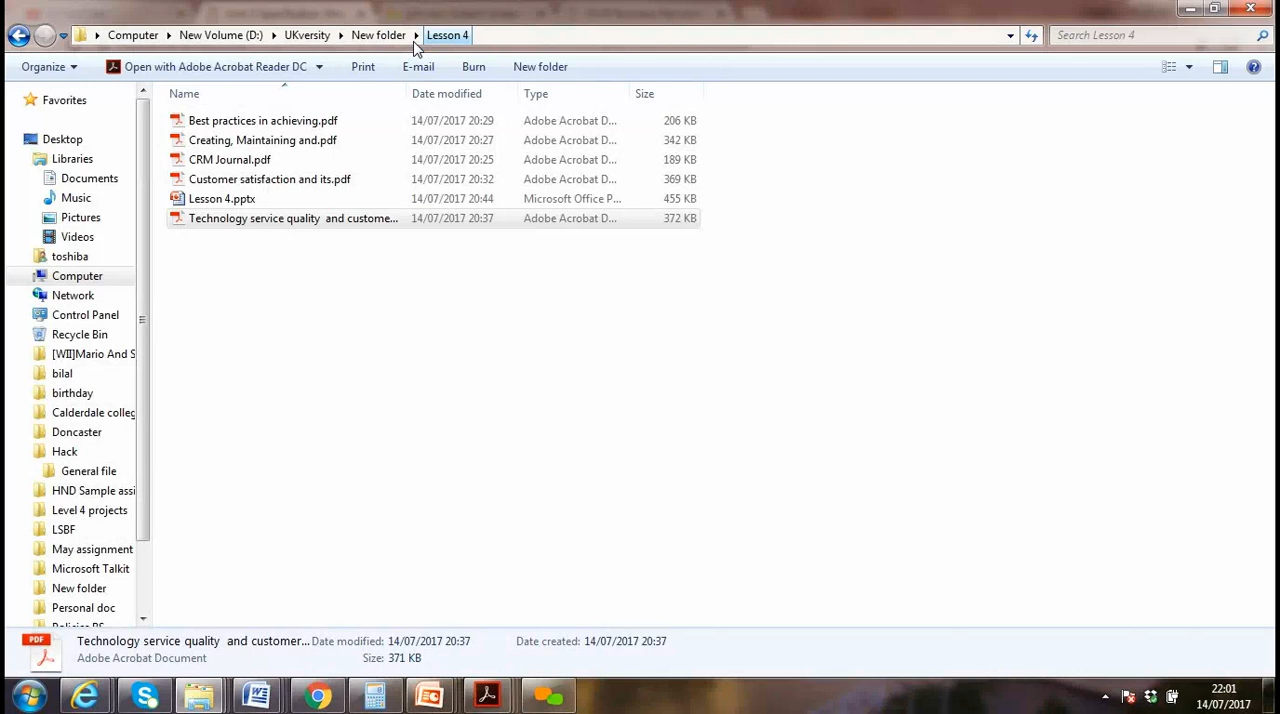 Computer New Volume (D:) UKversity New folder Lesson 4
Search Lesson 4
Organize Open with Adobe Acrobat Reader DC Print E-mail Burn New folder
Name Date modified Type Size
Favorites
Best practices in achieving.pdf 14/07/2017 20:29 Adobe Acrobat D... 206 KB
Desktop
Creating, Maintaining and.pdf 14/07/2017 20:27 Adobe Acrobat D... 342 KB
Libraries
CRM Journal.pdf 14/07/2017 20:25 Adobe Acrobat D... 189 KB
Documents
Customer satisfaction and its.pdf 14/07/2017 20:32 Adobe Acrobat D... 369 KB
Music
Lesson 4.pptx 14/07/2017 20:44 Microsoft Office P... 455 KB
Pictures
Technology service quality and custome... 14/07/2017 20:37 Adobe Acrobat D... 372 KB
Videos
toshiba
Computer
Network
Control Panel
Recycle Bin
[WII]Mario And S
bilal
birthday
Calderdale colleg
Doncaster
Hack
General file
HND Sample assi
Level 4 projects
LSBF
May assignment
Microsoft Talkit
New folder
Personal doc
Technology service quality and customer... Date modified: 14/07/2017 20:37 Date created: 14/07/2017 20:37
Adobe Acrobat Document Size: 371 KB
PDF
22:01
14/07/2017